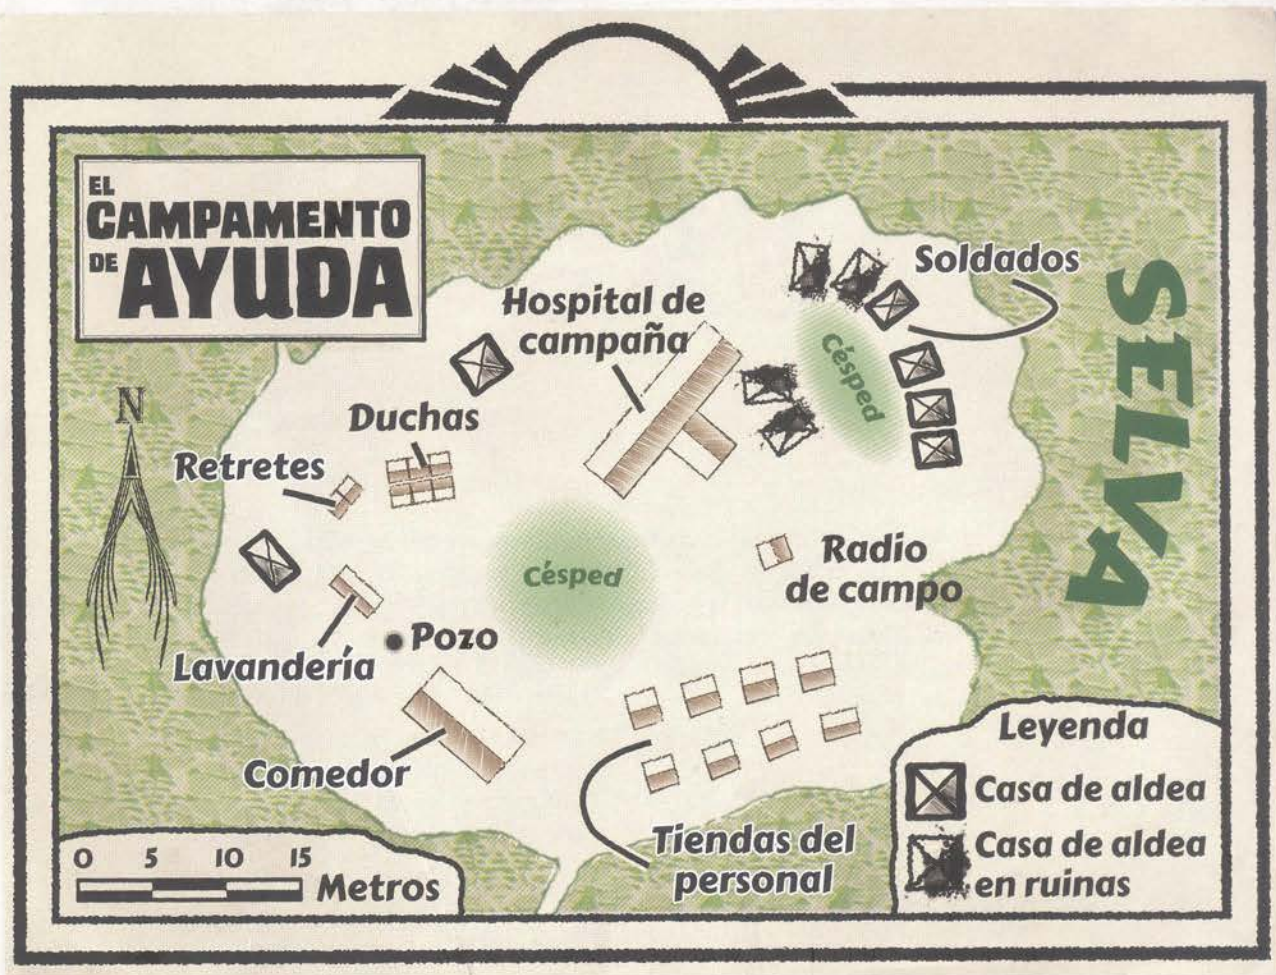 EL
CAMPAMENTO
DE AYUDA
N
Soldados
Hospital de
campaña
Césped
SELVA
Duchas
Retretes
Césped
Radio
de campo
Pozo
Lavandería
Comedor
Tiendas del
personal
Leyenda
Casa de aldea
Casa de aldea
en ruinas
0 5 10 15
Metros